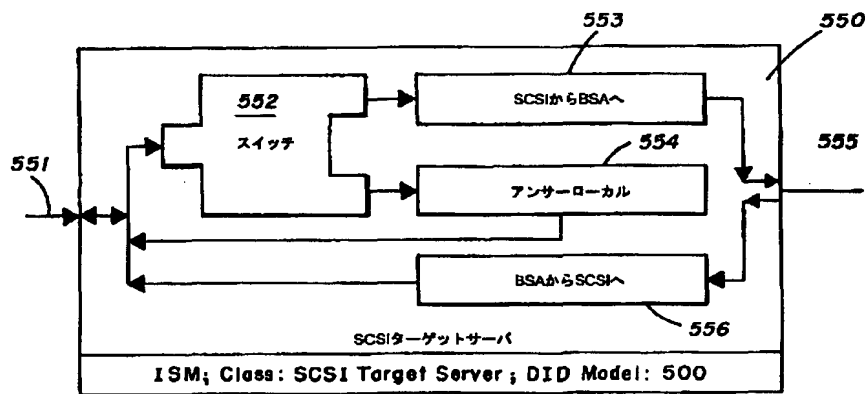 553
550
552
スイッチ
SCSIからBSAへ
554
555
551
アンサーローカル
BSAからSCSIへ
556
SCSIターゲットサーバ
ISM; Class: SCSI Target Server; DID Model: 500